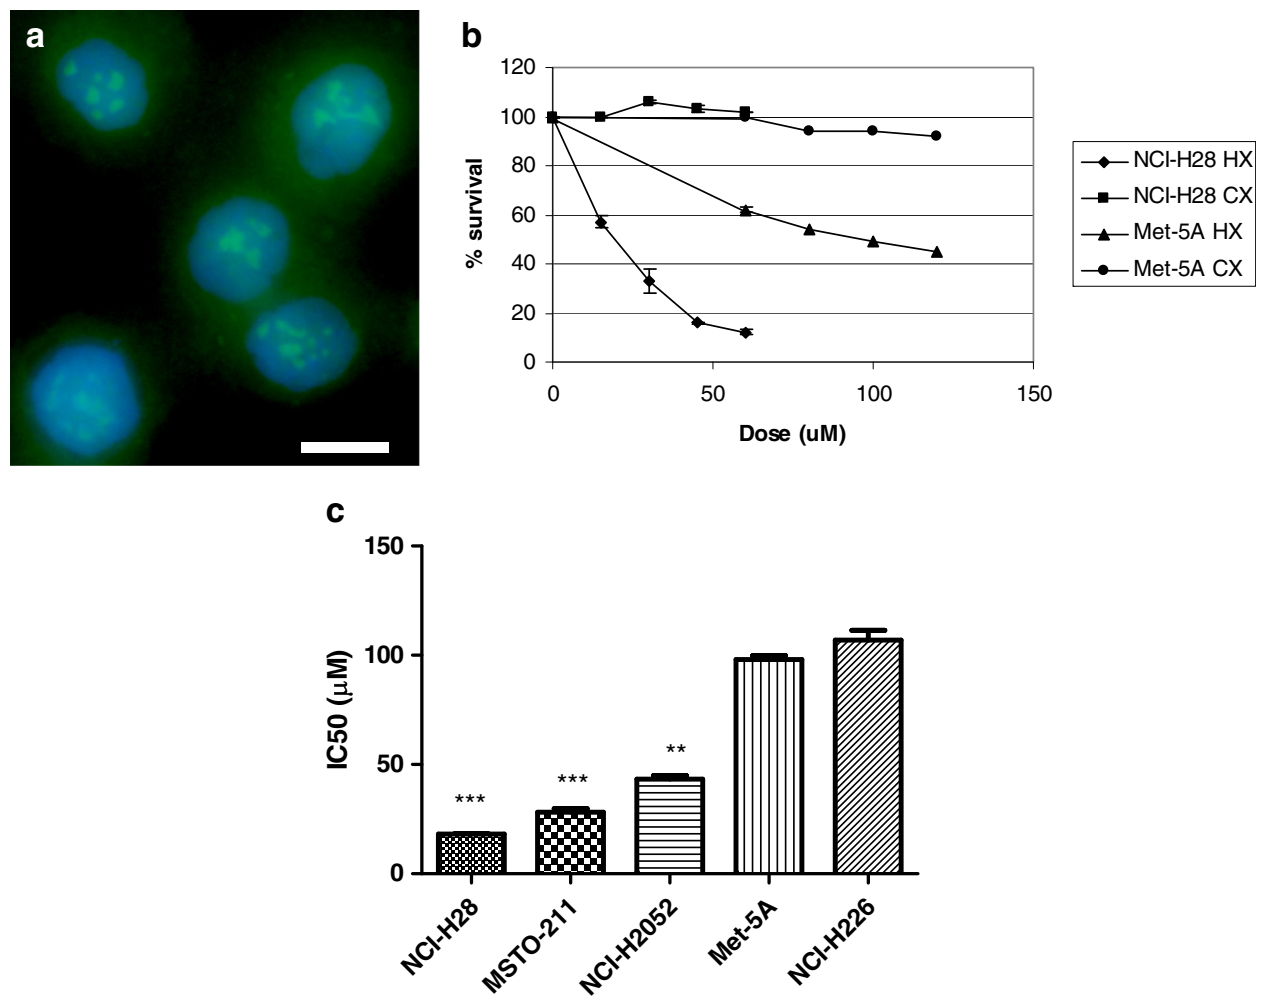 a
b
120
100
80
60
40
20
0
% survival
0 50 100 150
Dose (uM)
NCI-H28 HX
NCI-H28 CX
Met-5A HX
Met-5A CX
c
150
100
50
0
IC50 (μM)
***
***
**
NCI-H28
MSTO-211
NCI-H2052
Met-5A
NCI-H226